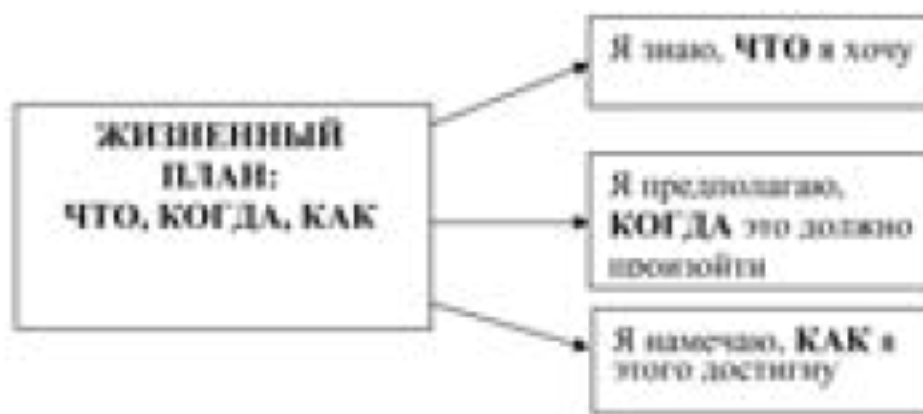 ЖИЗНЕННЫЙ
ПЛАН:
ЧТО, КОГДА, КАК
Я знаю, ЧТО я хочу
Я предполагаю,
КОГДА это должно
произойти
Я намечаю, КАК я
этого достигну